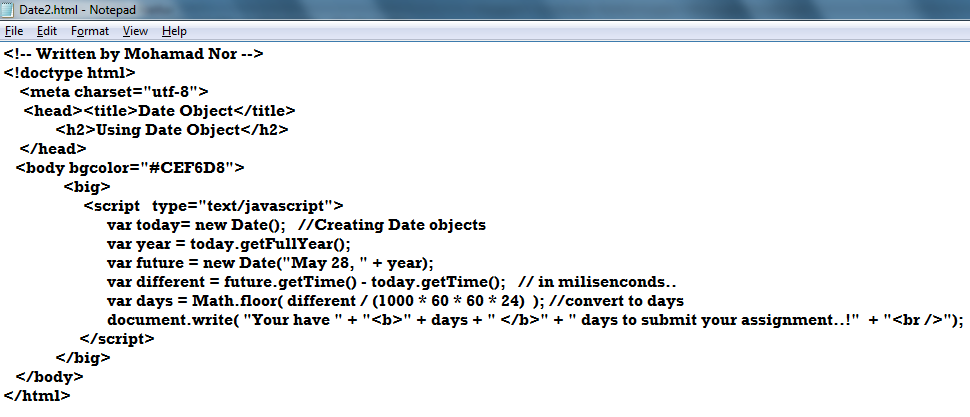 Date2.html - Notepad
File Edit Format View Help
<!-- Written by Mohamad Nor -->
<!doctype html>
<meta charset="utf-8">
<head><title>Date Object</title>
<h2>Using Date Object</h2>
</head>
<body bgcolor="#CEF6D8">
<big>
<script type="text/javascript">
var today= new Date(); //Creating Date objects
var year = today.getFullYear();
var future = new Date("May 28, " + year);
var different = future.getTime() - today.getTime(); // in milisenconds..
var days = Math.floor( different / (1000 * 60 * 60 * 24) ); //convert to days
document.write( "Your have " + "<b>" + days + " </b>" + " days to submit your assignment..!" + "<br />");
</script>
</big>
</body>
</html>